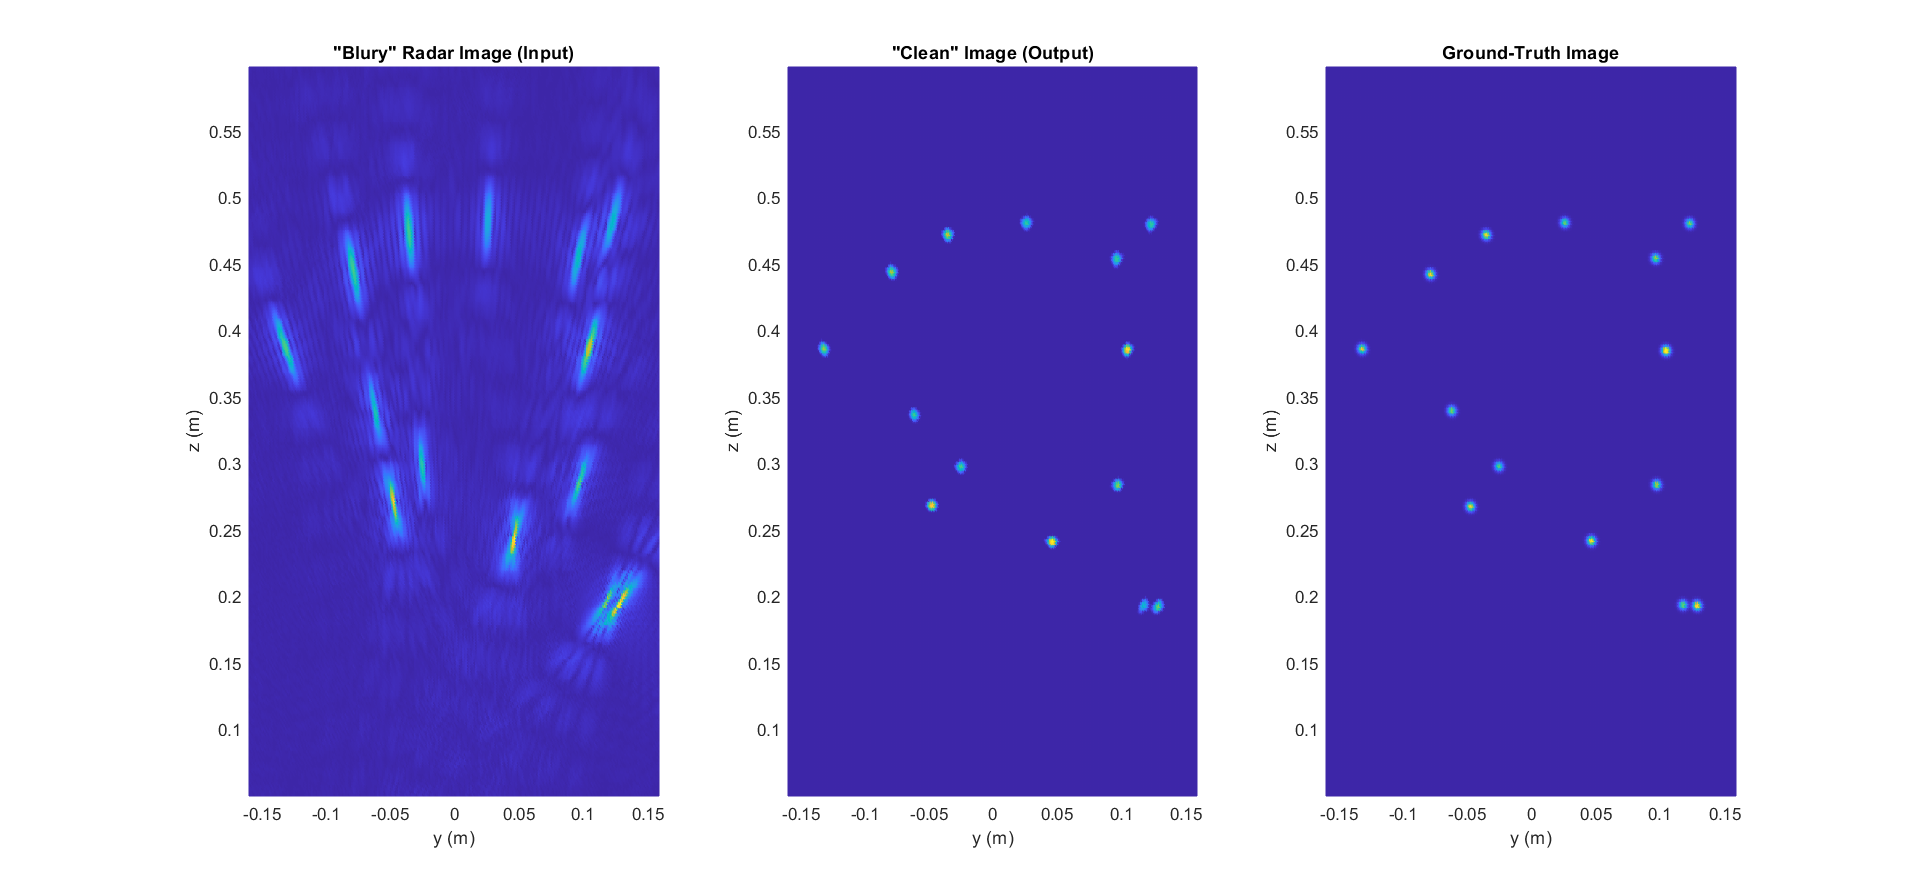 "Blury" Radar Image (Input)
0.55
0.5
0.45
0.4
0.35
0.3
0.25
0.2
0.15
0.1
z (m)
-0.15 -0.1 -0.05 0 0.05 0.1 0.15
y (m)
"Clean" Image (Output)
0.55
0.5
0.45
0.4
0.35
0.3
0.25
0.2
0.15
0.1
z (m)
-0.15 -0.1 -0.05 0 0.05 0.1 0.15
y (m)
Ground-Truth Image
0.55
0.5
0.45
0.4
0.35
0.3
0.25
0.2
0.15
0.1
z (m)
-0.15 -0.1 -0.05 0 0.05 0.1 0.15
y (m)